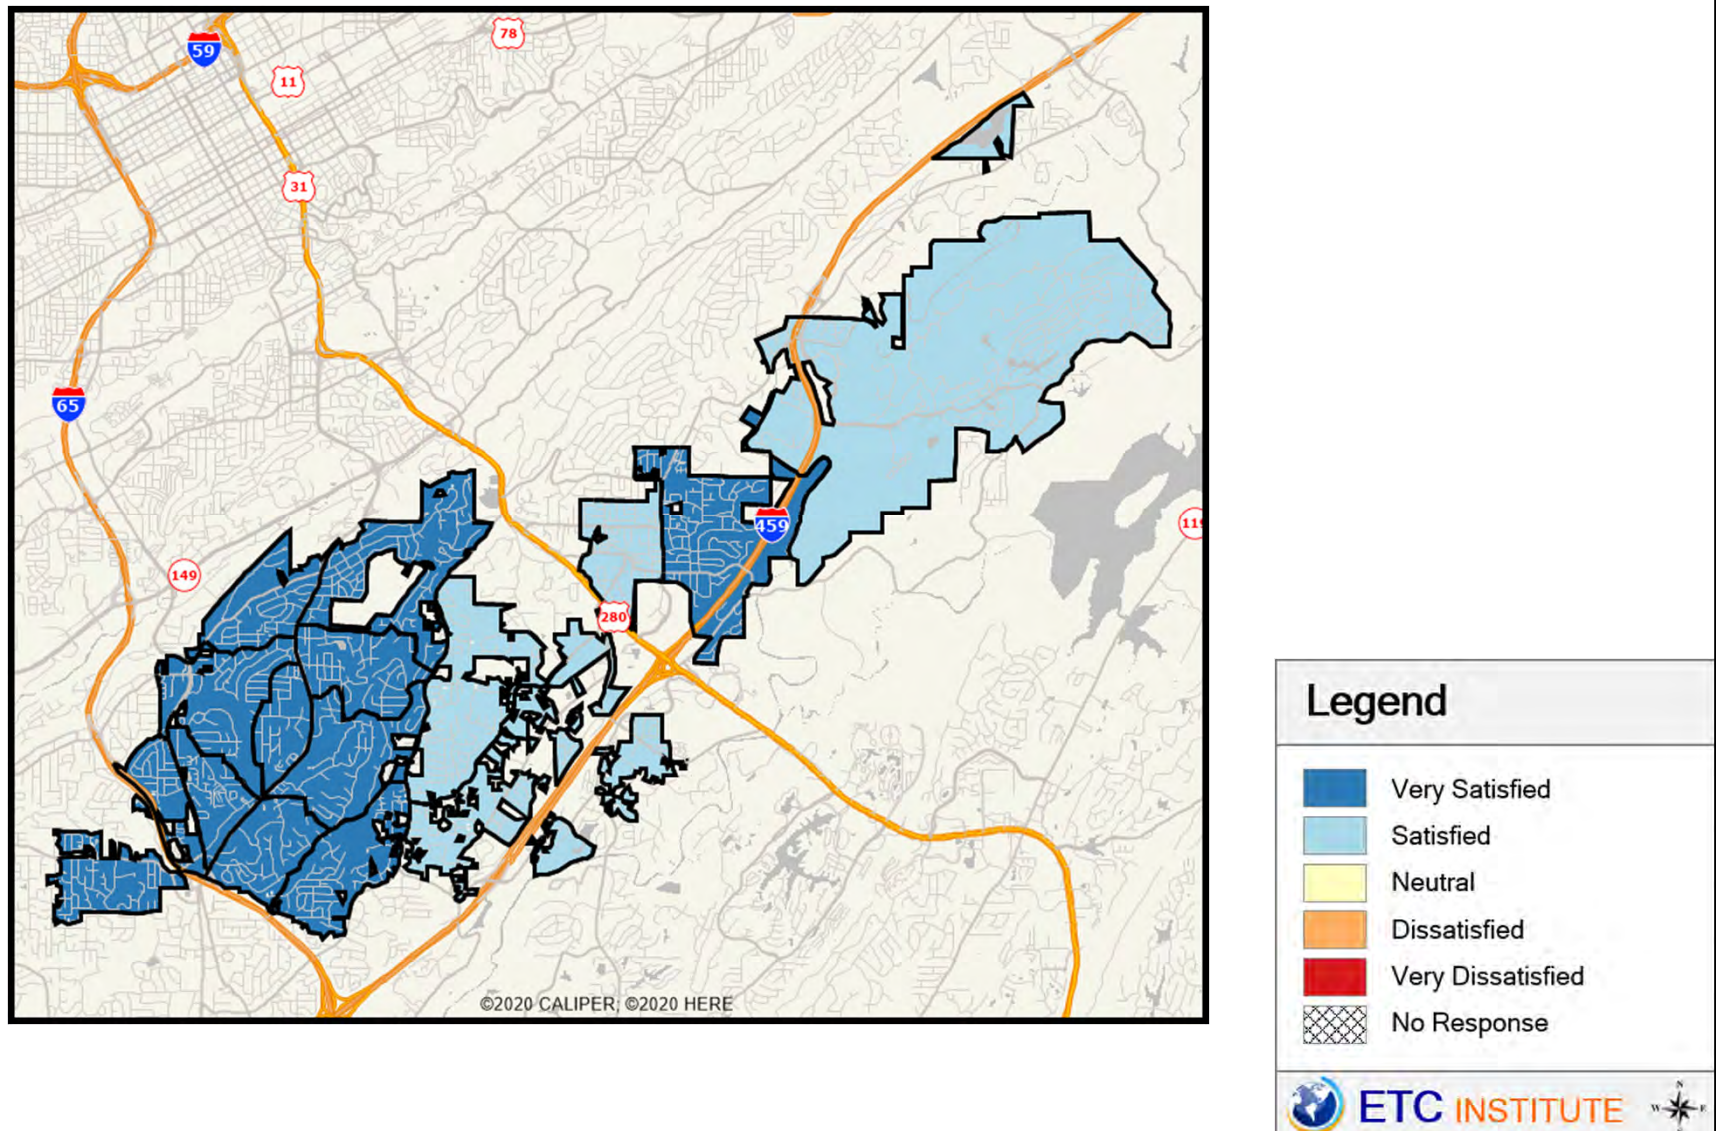 59
78
11
31
65
149
459
119
280
©2020 CALIPER; ©2020 HERE
Legend
Very Satisfied
Satisfied
Neutral
Dissatisfied
Very Dissatisfied
No Response
ETC INSTITUTE
N
W E